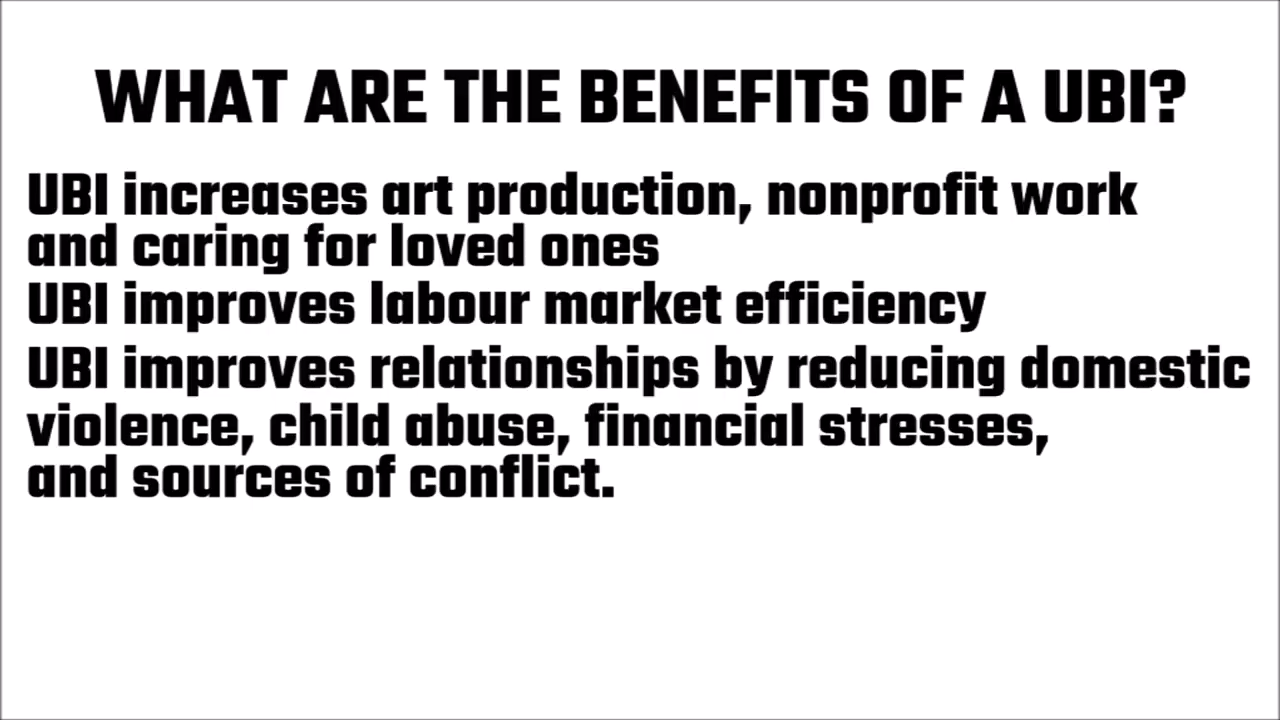 WHAT ARE THE BENEFITS OF A UBI?
UBI increases art production, nonprofit work
and caring for loved ones
UBI improves labour market efficiency
UBI improves relationships by reducing domestic
violence, child abuse, financial stresses,
and sources of conflict.